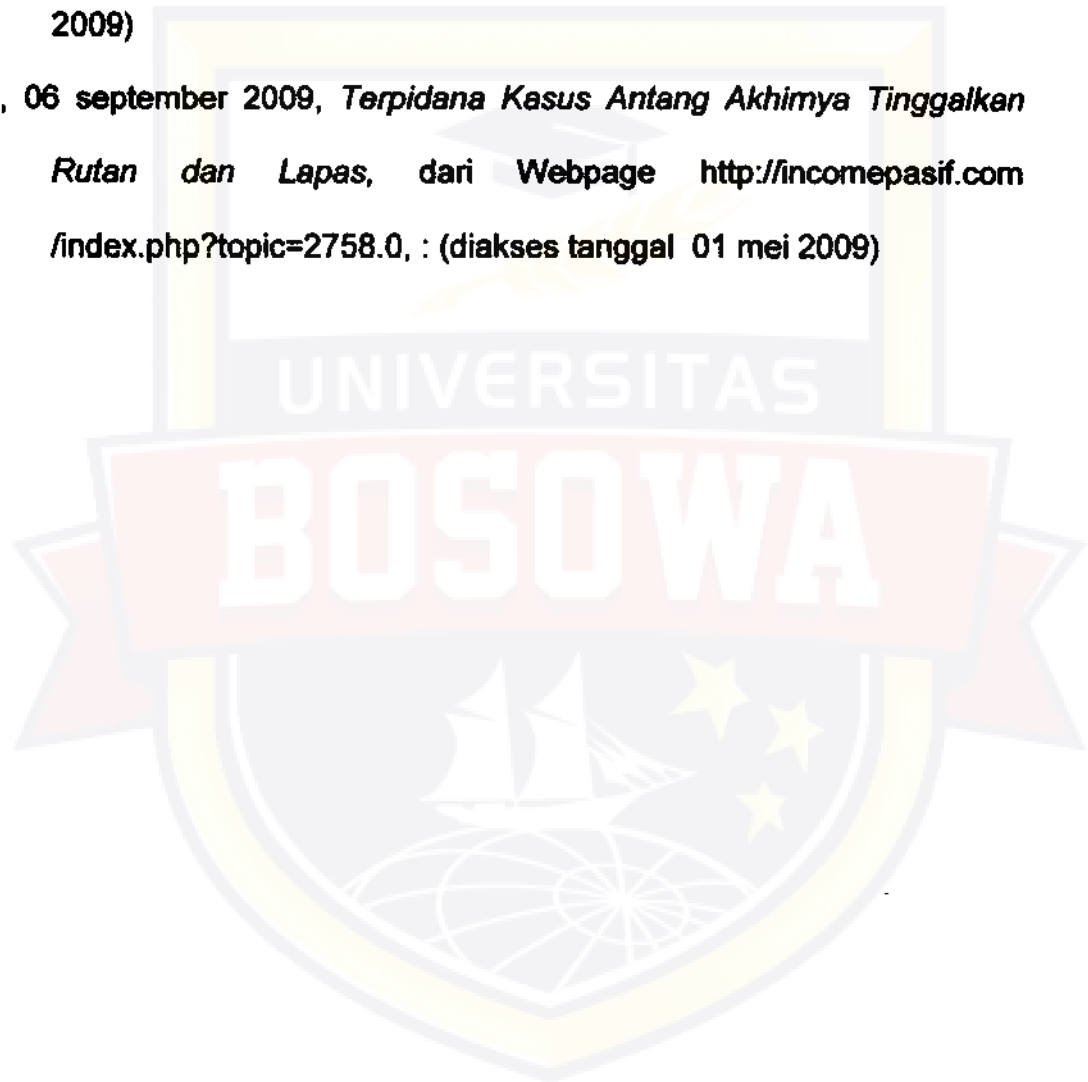 2009)
, 06 september 2009, Terpidana Kasus Antang Akhirnya Tinggalkan
Rutan dan Lapas, dari Webpage http://incomepasif.com
/index.php?topic=2758.0, : (diakses tanggal 01 mei 2009)
UNIVERSITAS
BOSOWA